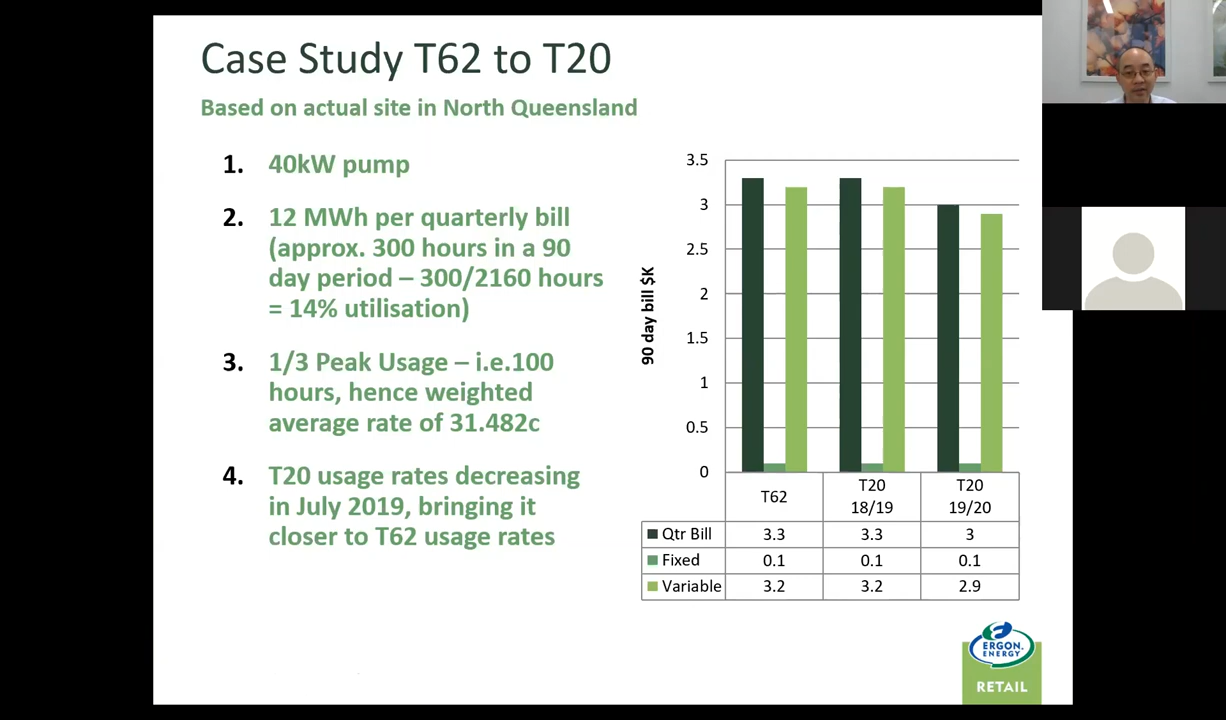 Case Study T62 to T20
Based on actual site in North Queensland
1. 40kW pump
2. 12 MWh per quarterly bill
(approx. 300 hours in a 90
day period – 300/2160 hours
= 14% utilisation)
3. 1/3 Peak Usage – i.e.100
hours, hence weighted
average rate of 31.482c
4. T20 usage rates decreasing
in July 2019, bringing it
closer to T62 usage rates
90 day bill $K
3.5
3
2.5
2
1.5
1
0.5
0
T62 T20 T20
18/19 19/20
Qtr Bill 3.3 3.3 3
Fixed 0.1 0.1 0.1
Variable 3.2 3.2 2.9
ERGON.
ENERGY
RETAIL